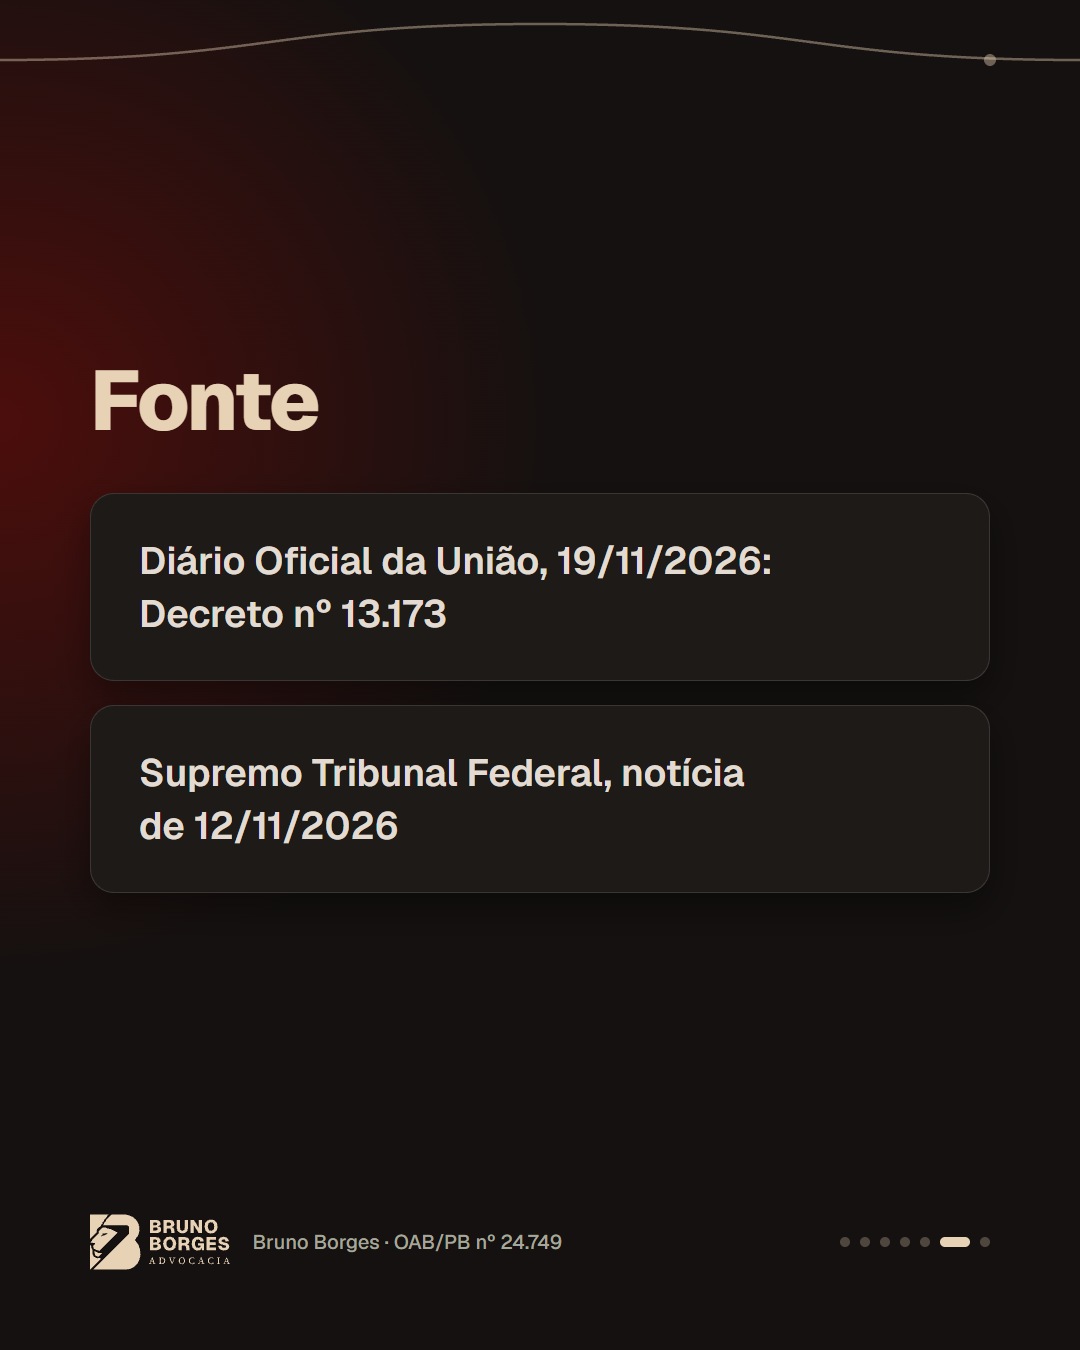 Fonte
Diário Oficial da União, 19/11/2026:
Decreto nº 13.173
Supremo Tribunal Federal, notícia
de 12/11/2026
BRUNO
BORGES
ADVOCACIA
Bruno Borges · OAB/PB nº 24.749